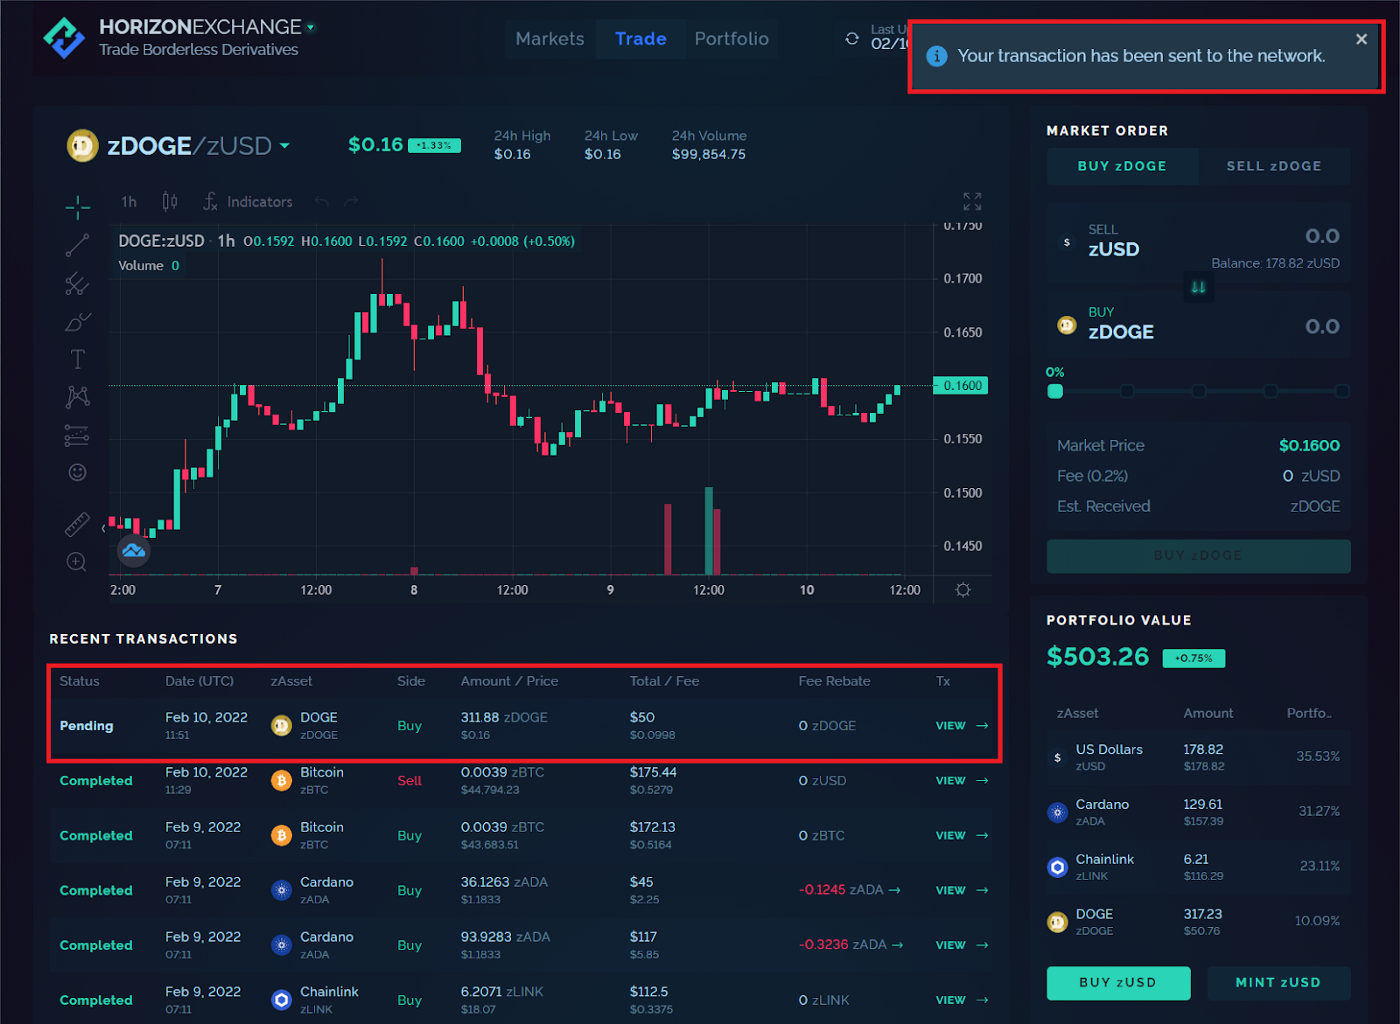 HORIZONEXCHANGE
Trade Borderless Derivatives
Markets Trade Portfolio
Last U
02/10
Your transaction has been sent to the network.
zDOGE/zUSD
$0.16 -1.33%
24h High
$0.16
24h Low
$0.16
24h Volume
$99,854.75
1h Indicators
DOGE:zUSD · 1h O0.1592 H0.1600 L0.1592 C0.1600 +0.0008 (+0.50%)
Volume 0
0.1750
0.1700
0.1650
0.1600
0.1550
0.1500
0.1450
2:00 7 12:00 8 12:00 9 12:00 10 12:00
MARKET ORDER
BUY zDOGE SELL zDOGE
SELL
zUSD 0.0
Balance: 178.82 zUSD
BUY
zDOGE 0.0
0%
Market Price $0.1600
Fee (0.2%) 0 zUSD
Est. Received zDOGE
BUY zDOGE
RECENT TRANSACTIONS
Status Date (UTC) zAsset Side Amount / Price Total / Fee Fee Rebate Tx
Pending Feb 10, 2022 DOGE Buy 311.88 zDOGE $50 0 zDOGE VIEW →
11:51 zDOGE $0.16 $0.0998
Completed Feb 10, 2022 Bitcoin Sell 0.0039 zBTC $175.44 0 zUSD VIEW →
11:29 zBTC $44,794.23 $0.5279
Completed Feb 9, 2022 Bitcoin Buy 0.0039 zBTC $172.13 0 zBTC VIEW →
07:11 zBTC $43,683.51 $0.5164
Completed Feb 9, 2022 Cardano Buy 36.1263 zADA $45 -0.1245 zADA → VIEW →
07:11 zADA $1.1833 $2.25
Completed Feb 9, 2022 Cardano Buy 93.9283 zADA $117 -0.3236 zADA → VIEW →
07:11 zADA $1.1833 $5.85
Completed Feb 9, 2022 Chainlink Buy 6.2071 zLINK $112.5 0 zLINK VIEW →
07:11 zLINK $18.07 $0.3375
PORTFOLIO VALUE
$503.26 +0.75%
zAsset Amount Portfo...
US Dollars 178.82 35.53%
zUSD $178.82
Cardano 129.61 31.27%
zADA $157.39
Chainlink 6.21 23.11%
zLINK $116.29
DOGE 317.23 10.09%
zDOGE $50.76
BUY zUSD MINT zUSD